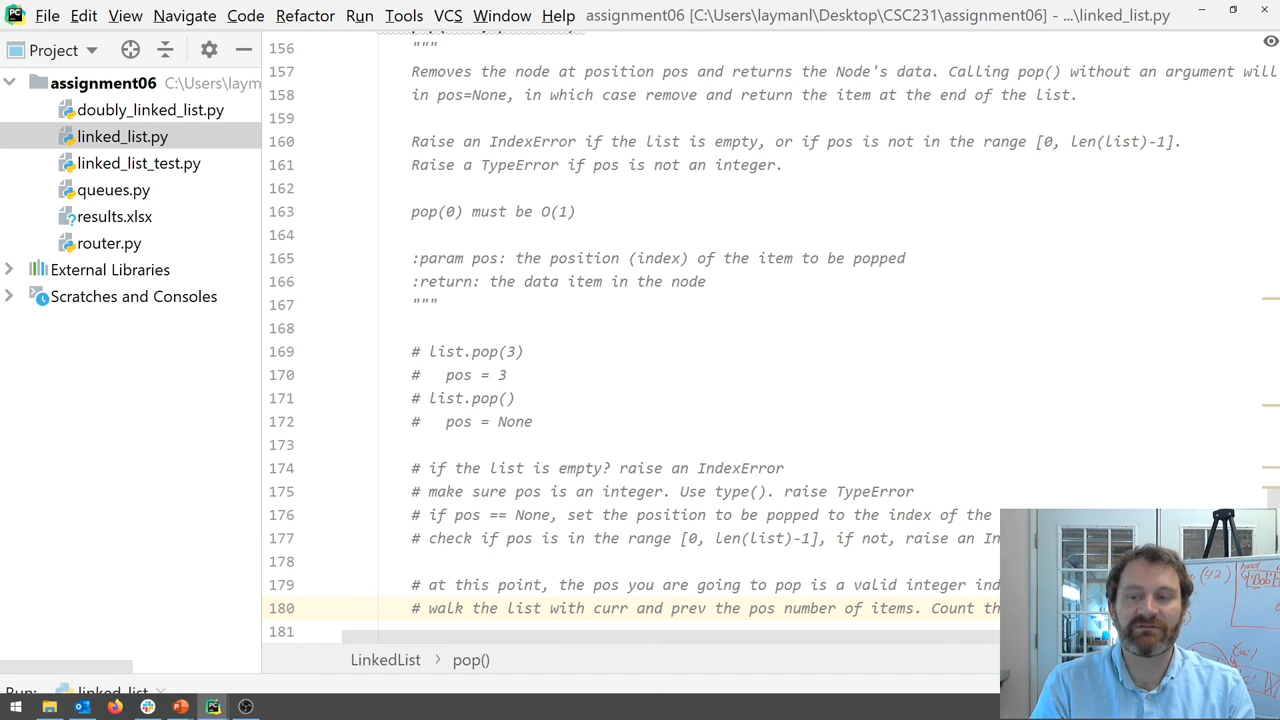 File Edit View Navigate Code Refactor Run Tools VCS Window Help assignment06 [C:\Users\laymanl\Desktop\CSC231\assignment06] - ...\linked_list.py
Project
assignment06 C:\Users\laym
doubly_linked_list.py
linked_list.py
linked_list_test.py
queues.py
results.xlsx
router.py
External Libraries
Scratches and Consoles
156 """
157 Removes the node at position pos and returns the Node's data. Calling pop() without an argument will
158 in pos=None, in which case remove and return the item at the end of the list.
159
160 Raise an IndexError if the list is empty, or if pos is not in the range [0, len(list)-1].
161 Raise a TypeError if pos is not an integer.
162
163 pop(0) must be O(1)
164
165 :param pos: the position (index) of the item to be popped
166 :return: the data item in the node
167 """
168
169 # list.pop(3)
170 #   pos = 3
171 # list.pop()
172 #   pos = None
173
174 # if the list is empty? raise an IndexError
175 # make sure pos is an integer. Use type(). raise TypeError
176 # if pos == None, set the position to be popped to the index of the
177 # check if pos is in the range [0, len(list)-1], if not, raise an In
178
179 # at this point, the pos you are going to pop is a valid integer ind
180 # walk the list with curr and prev the pos number of items. Count th
181
LinkedList > pop()
Run: linked_list